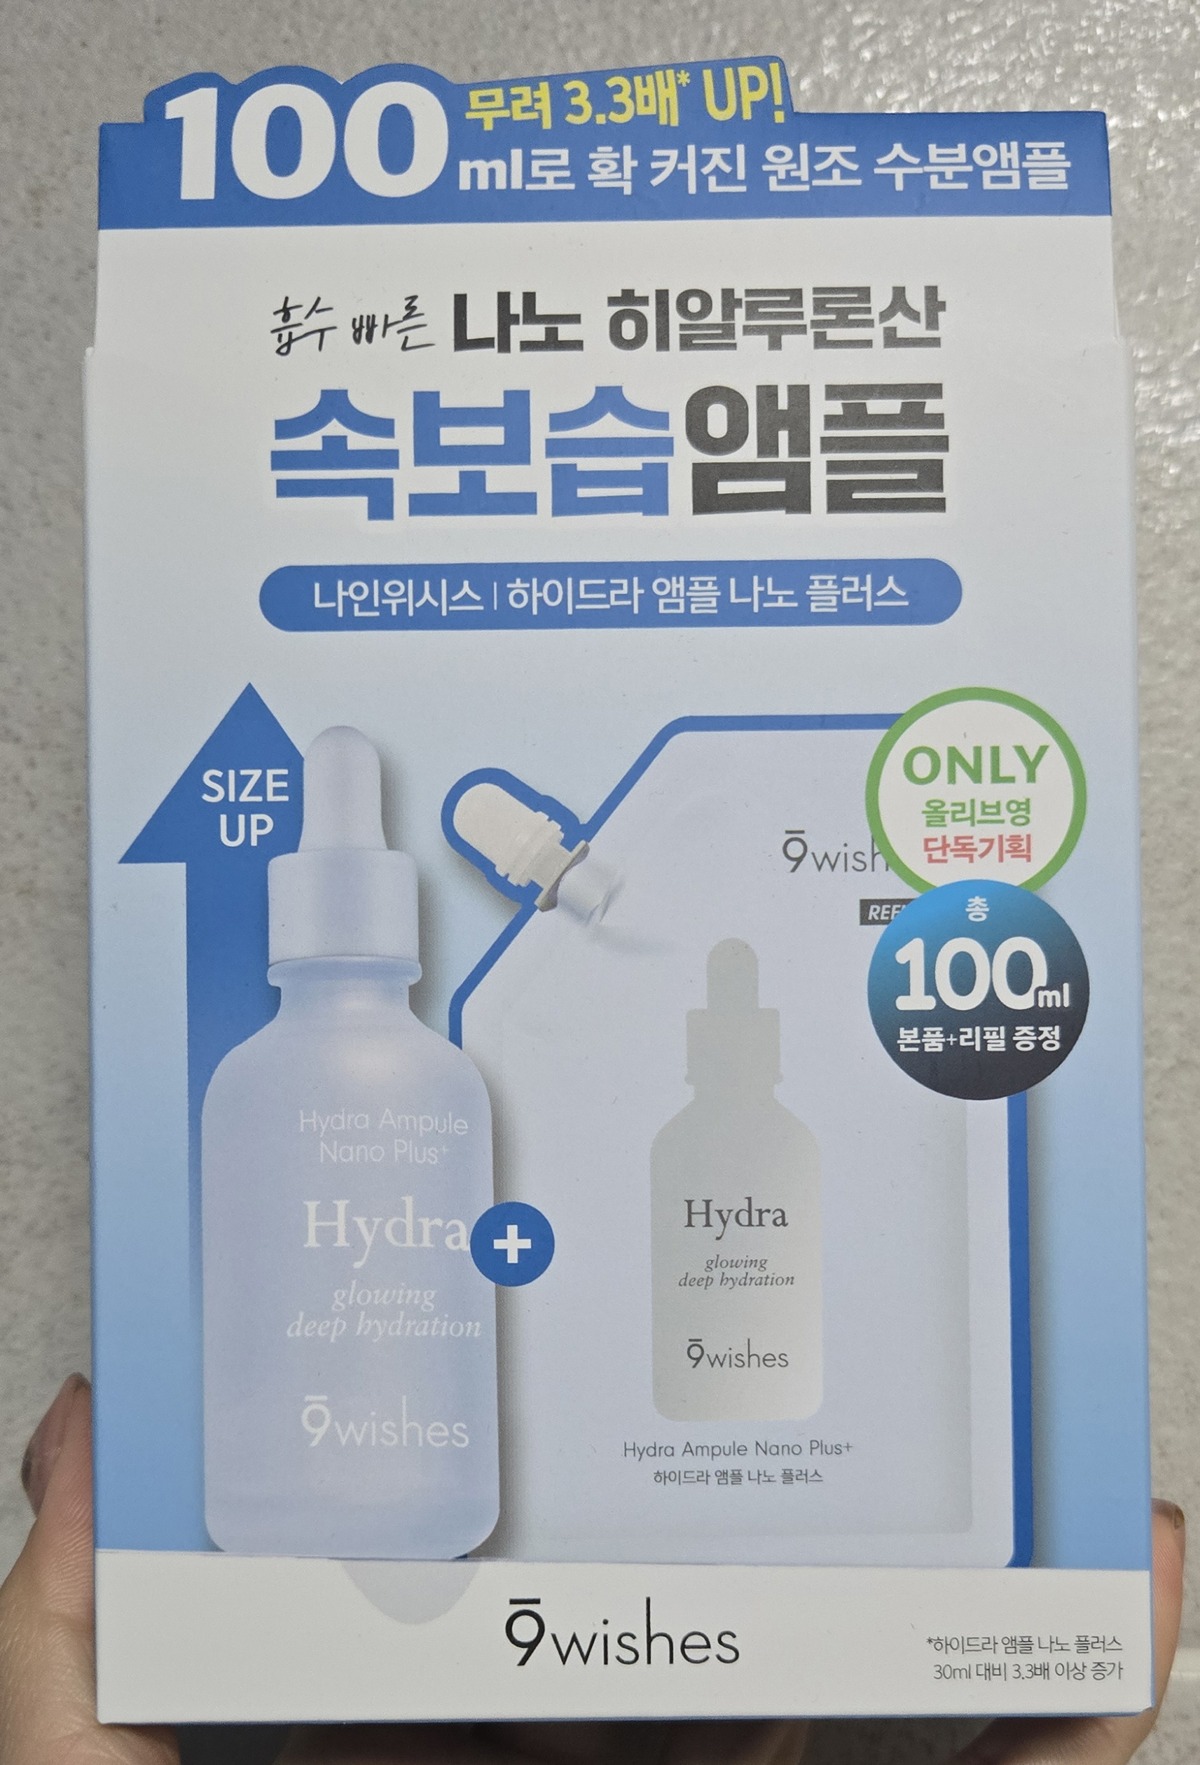 무려 3.3배* UP!
100ml로 확 커진 원조 수분앰플
흡수 빠른 나노 히알루론산
속보습앰플
나인위시스 | 하이드라 앰플 나노 플러스
SIZE
UP
ONLY
올리브영
단독기획
9wish
REF
총
100ml
본품+리필 증정
Hydra Ampule
Nano Plus+
Hydra
glowing
deep hydration
9wishes
+
Hydra
glowing
deep hydration
9wishes
Hydra Ampule Nano Plus+
하이드라 앰플 나노 플러스
9wishes
*하이드라 앰플 나노 플러스
30ml 대비 3.3배 이상 증가